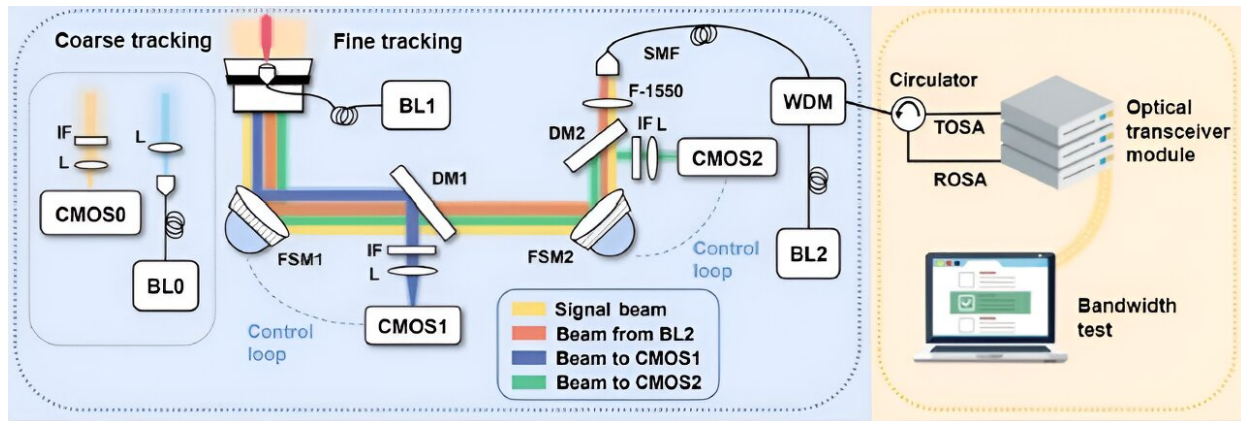 Coarse tracking
Fine tracking
IF
L
CMOS0
L
BL0
BL1
FSM1
DM1
IF
L
CMOS1
Control
loop
SMF
F-1550
DM2
IF L
CMOS2
FSM2
Control
loop
WDM
BL2
Signal beam
Beam from BL2
Beam to CMOS1
Beam to CMOS2
Circulator
TOSA
ROSA
Optical
transceiver
module
Bandwidth
test